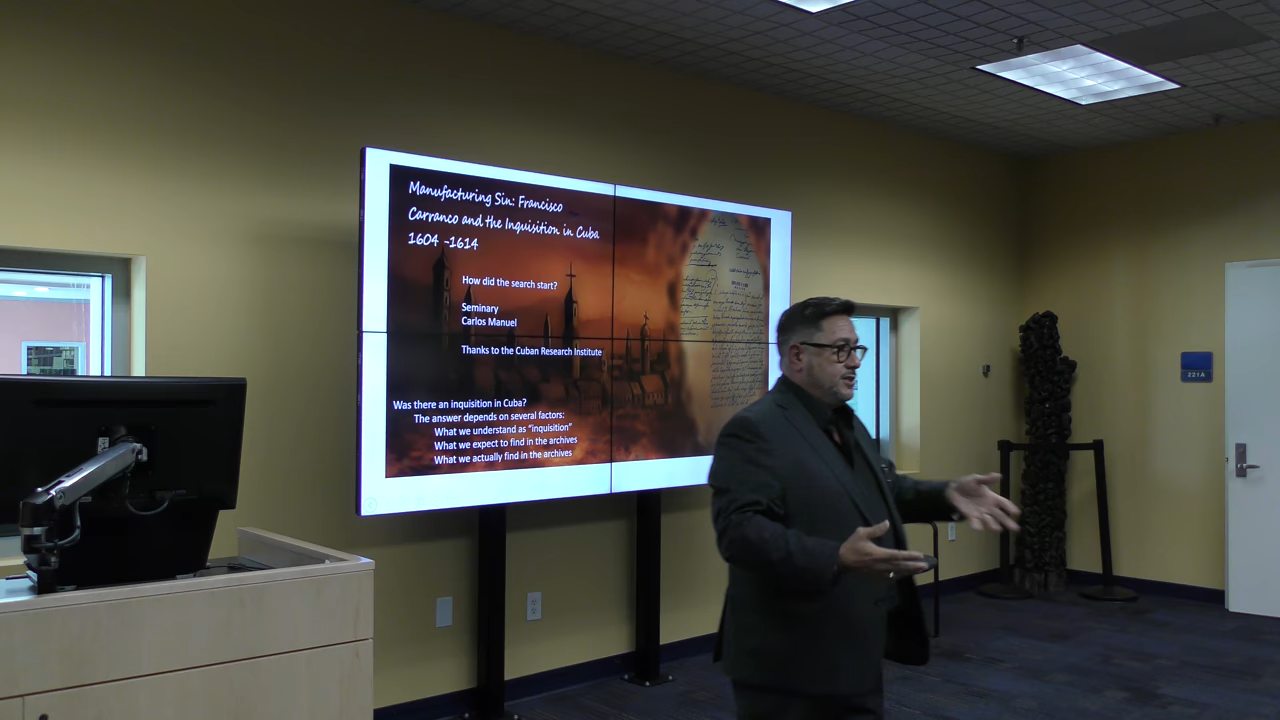 Manufacturing Sin: Francisco
Carranco and the Inquisition in Cuba
1604 -1614
How did the search start?
Seminary
Carlos Manuel
Thanks to the Cuban Research Institute
Was there an inquisition in Cuba?
The answer depends on several factors:
What we understand as "inquisition"
What we expect to find in the archives
What we actually find in the archives
221A